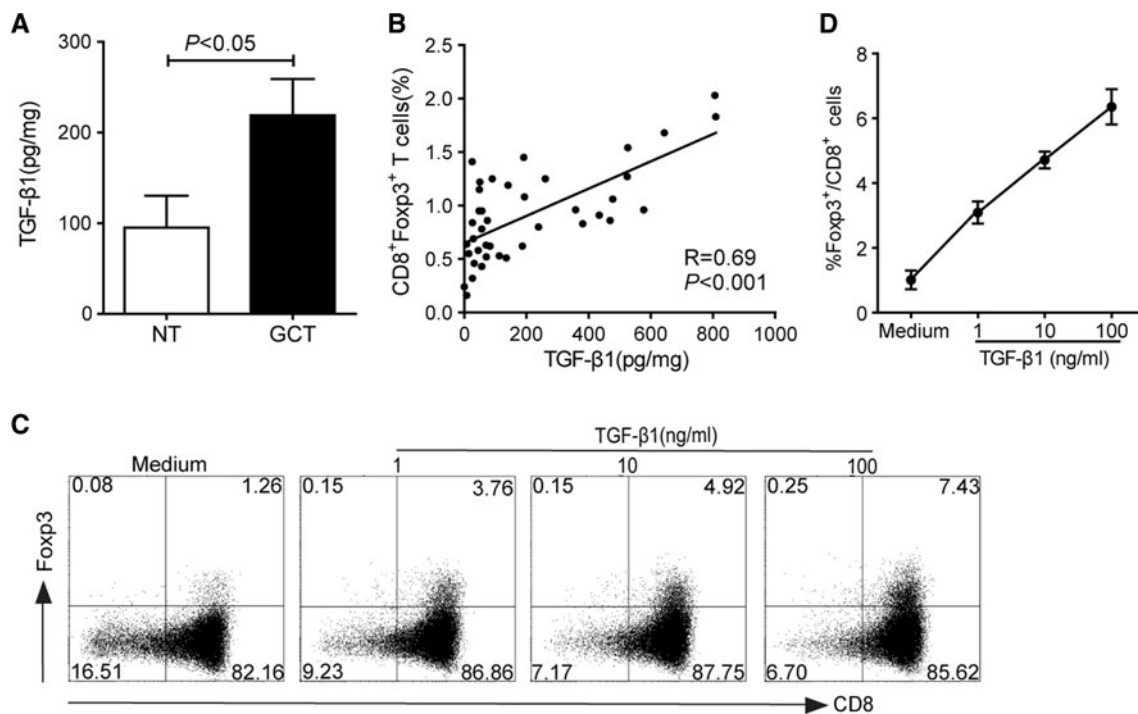 A
300
200
100
0
TGF-β1(pg/mg)
P<0.05
NT
GCT
B
2.5
2.0
1.5
1.0
0.5
0.0
CD8+Foxp3+ T cells(%)
R=0.69
P<0.001
0 200 400 600 800 1000
TGF-β1(pg/mg)
D
8
6
4
2
0
%Foxp3+/CD8+ cells
Medium 1 10 100
TGF-β1 (ng/ml)
C
TGF-β1(ng/ml)
Medium 1 10 100
0.08 1.26 0.15 3.76 0.15 4.92 0.25 7.43
Foxp3
16.51 82.16 9.23 86.86 7.17 87.75 6.70 85.62
CD8